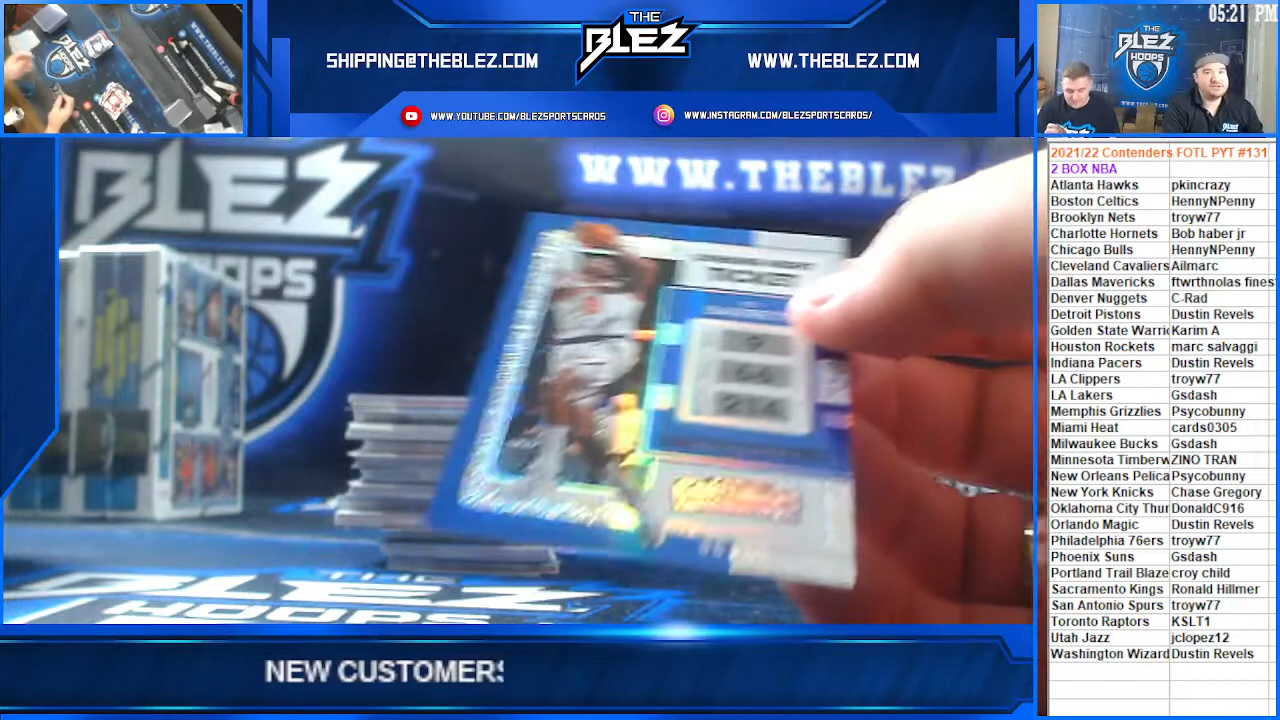 05:21 PM
THE
BLEZ
SHIPPING@THEBLEZ.COM
WWW.THEBLEZ.COM
WWW.YOUTUBE.COM/BLEZSPORTSCARDS
WWW.INSTAGRAM.COM/BLEZSPORTSCARDS/
THE
BLEZ
HOOPS
BLEZ
WWW.THEBLEZ
TICKET
2021/22 Contenders FOTL PYT #131
2 BOX NBA
Atlanta Hawks pkincrazy
Boston Celtics HennyNPenny
Brooklyn Nets troyw77
Charlotte Hornets Bob haber jr
Chicago Bulls HennyNPenny
Cleveland Cavaliers Ailmarc
Dallas Mavericks ftwrthnolas fines
Denver Nuggets C-Rad
Detroit Pistons Dustin Revels
Golden State Warri Karim A
Houston Rockets marc salvaggi
Indiana Pacers Dustin Revels
LA Clippers troyw77
LA Lakers Gsdash
Memphis Grizzlies Psycobunny
Miami Heat cards0305
Milwaukee Bucks Gsdash
Minnesota Timberw ZINO TRAN
New Orleans Pelica Psycobunny
New York Knicks Chase Gregory
Oklahoma City Thur DonaldC916
Orlando Magic Dustin Revels
Philadelphia 76ers troyw77
Phoenix Suns Gsdash
Portland Trail Blaze croy child
Sacramento Kings Ronald Hillmer
San Antonio Spurs troyw77
Toronto Raptors KSLT1
Utah Jazz jclopez12
Washington Wizard Dustin Revels
BLEZ
HOOPS
NEW CUSTOMERS